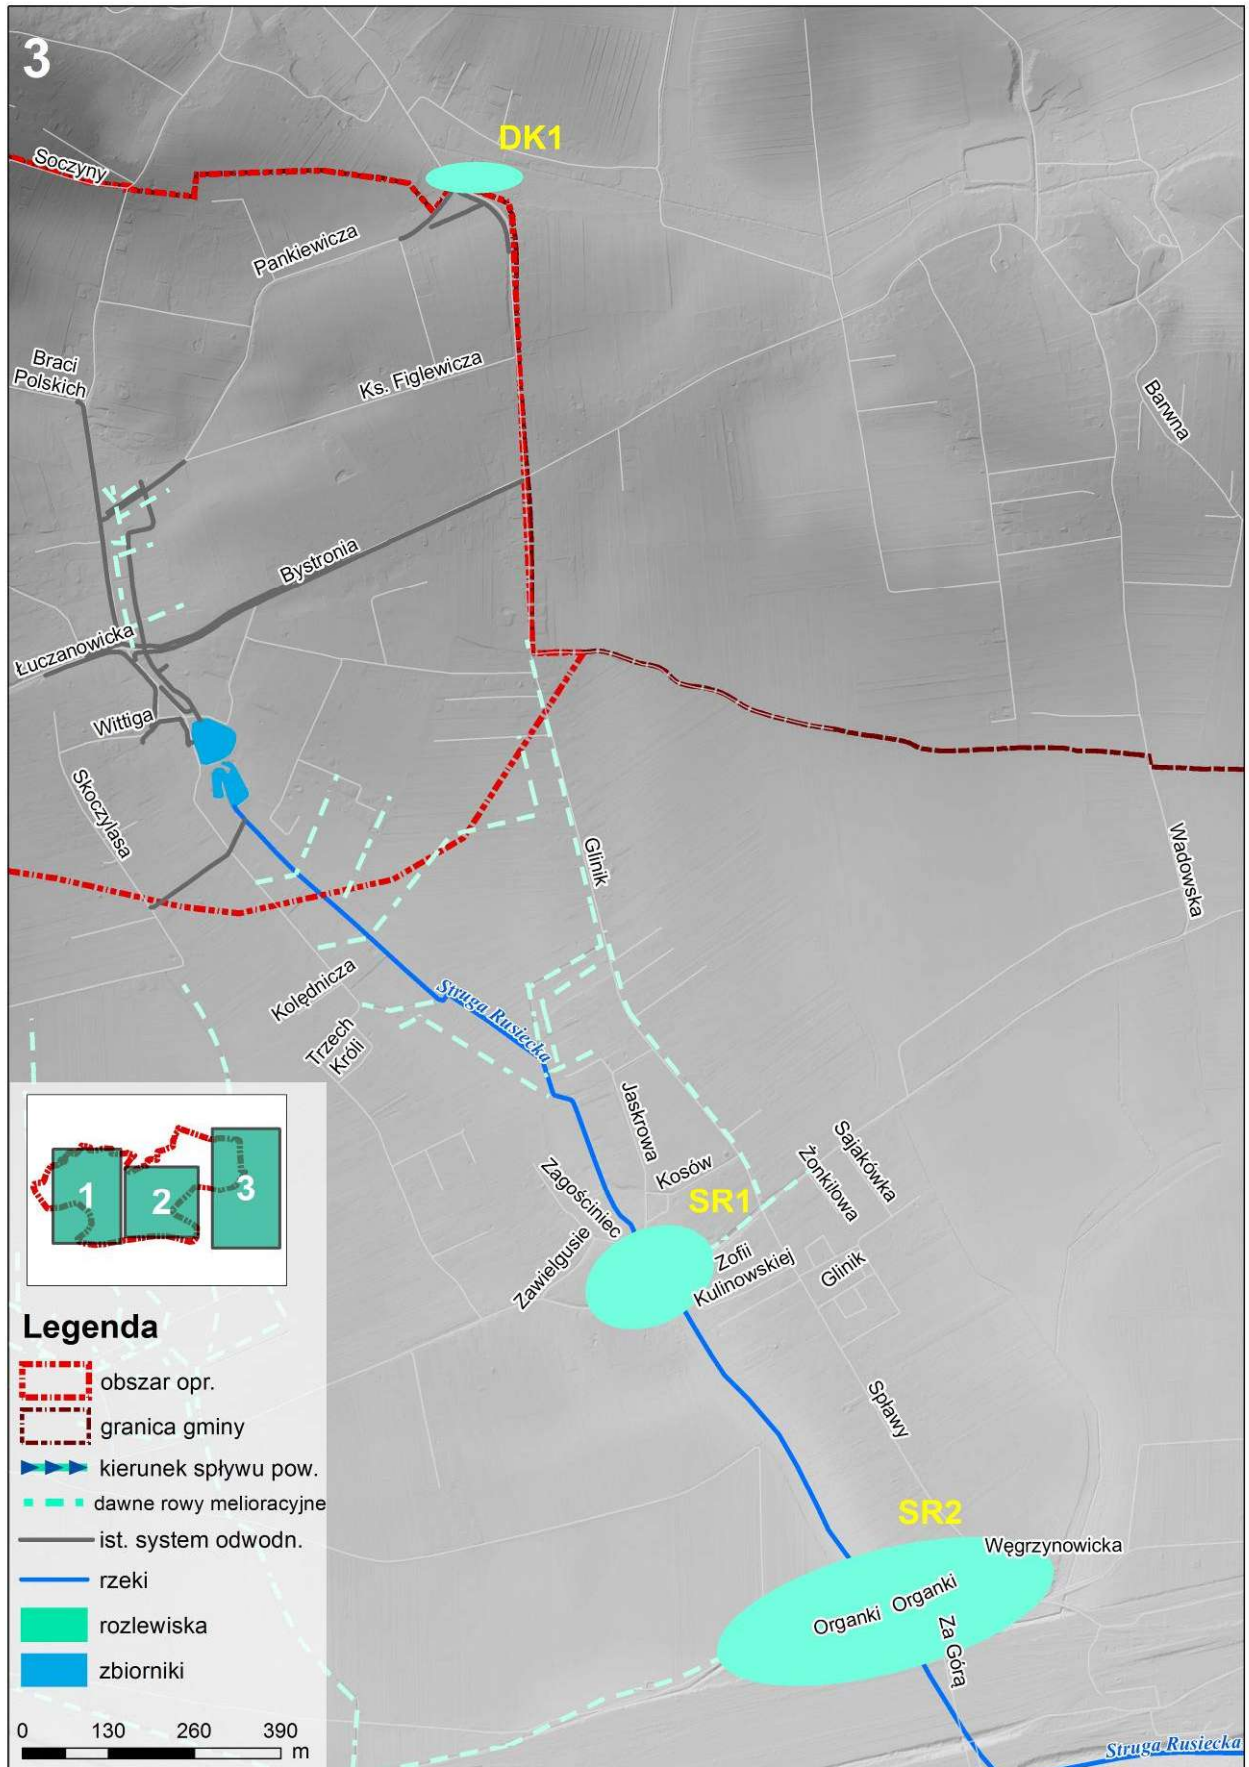 3
DK1
Soczyny
Pankiewicza
Braci
Polskich
Ks. Figlewicza
Barwna
Bystronia
Łuczanowicka
Wittiga
Skoczylasa
Glinik
Wadowska
Kolędnicza
Struga Rusiecka
Trzech
Króli
Jaskrowa
Sajakówka
Żonkilowa
Kosów
Zagościniec
SR1
Zawielgusie
Zofii
Kulinowskiej
Glinik
1
2
3
Legenda
obszar opr.
granica gminy
kierunek spływu pow.
dawne rowy melioracyjne
ist. system odwodn.
rzeki
rozlewiska
zbiorniki
0 130 260 390
m
Spławy
SR2
Węgrzynowicka
Organki Organki
Za Górą
Struga Rusiecka